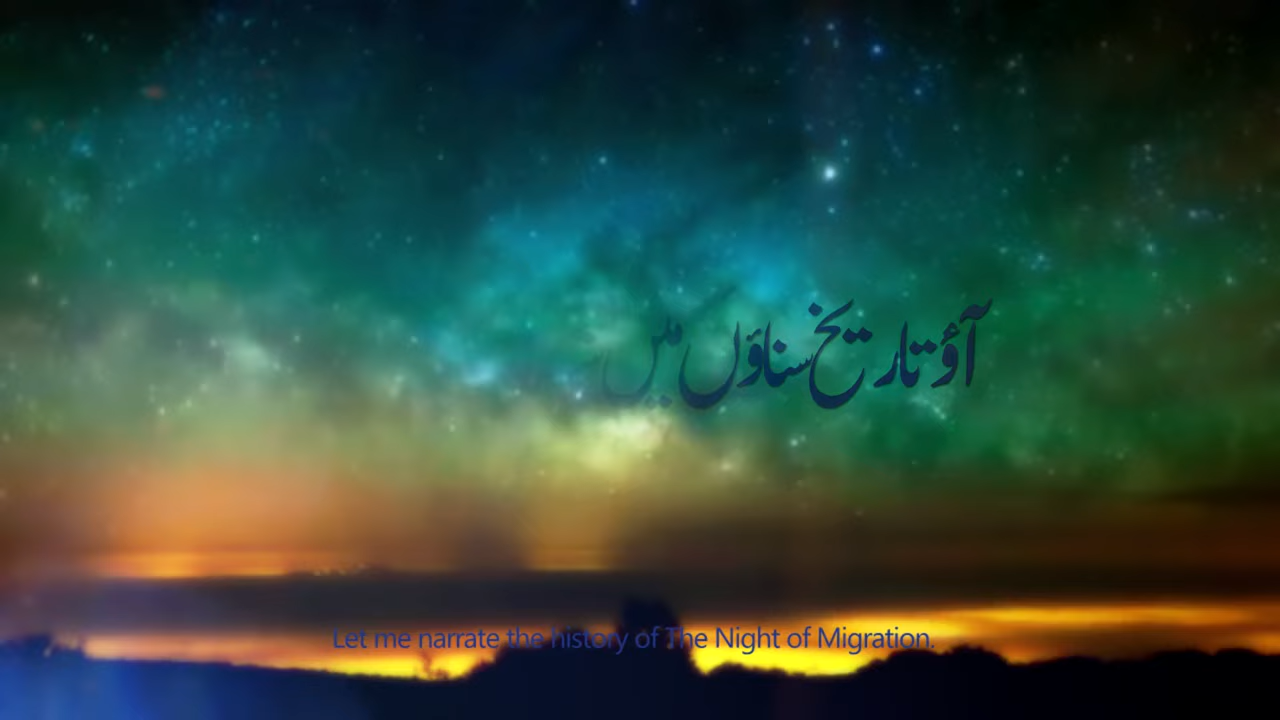 آؤ تاریخ سناؤں میں
Let me narrate the history of The Night of Migration.